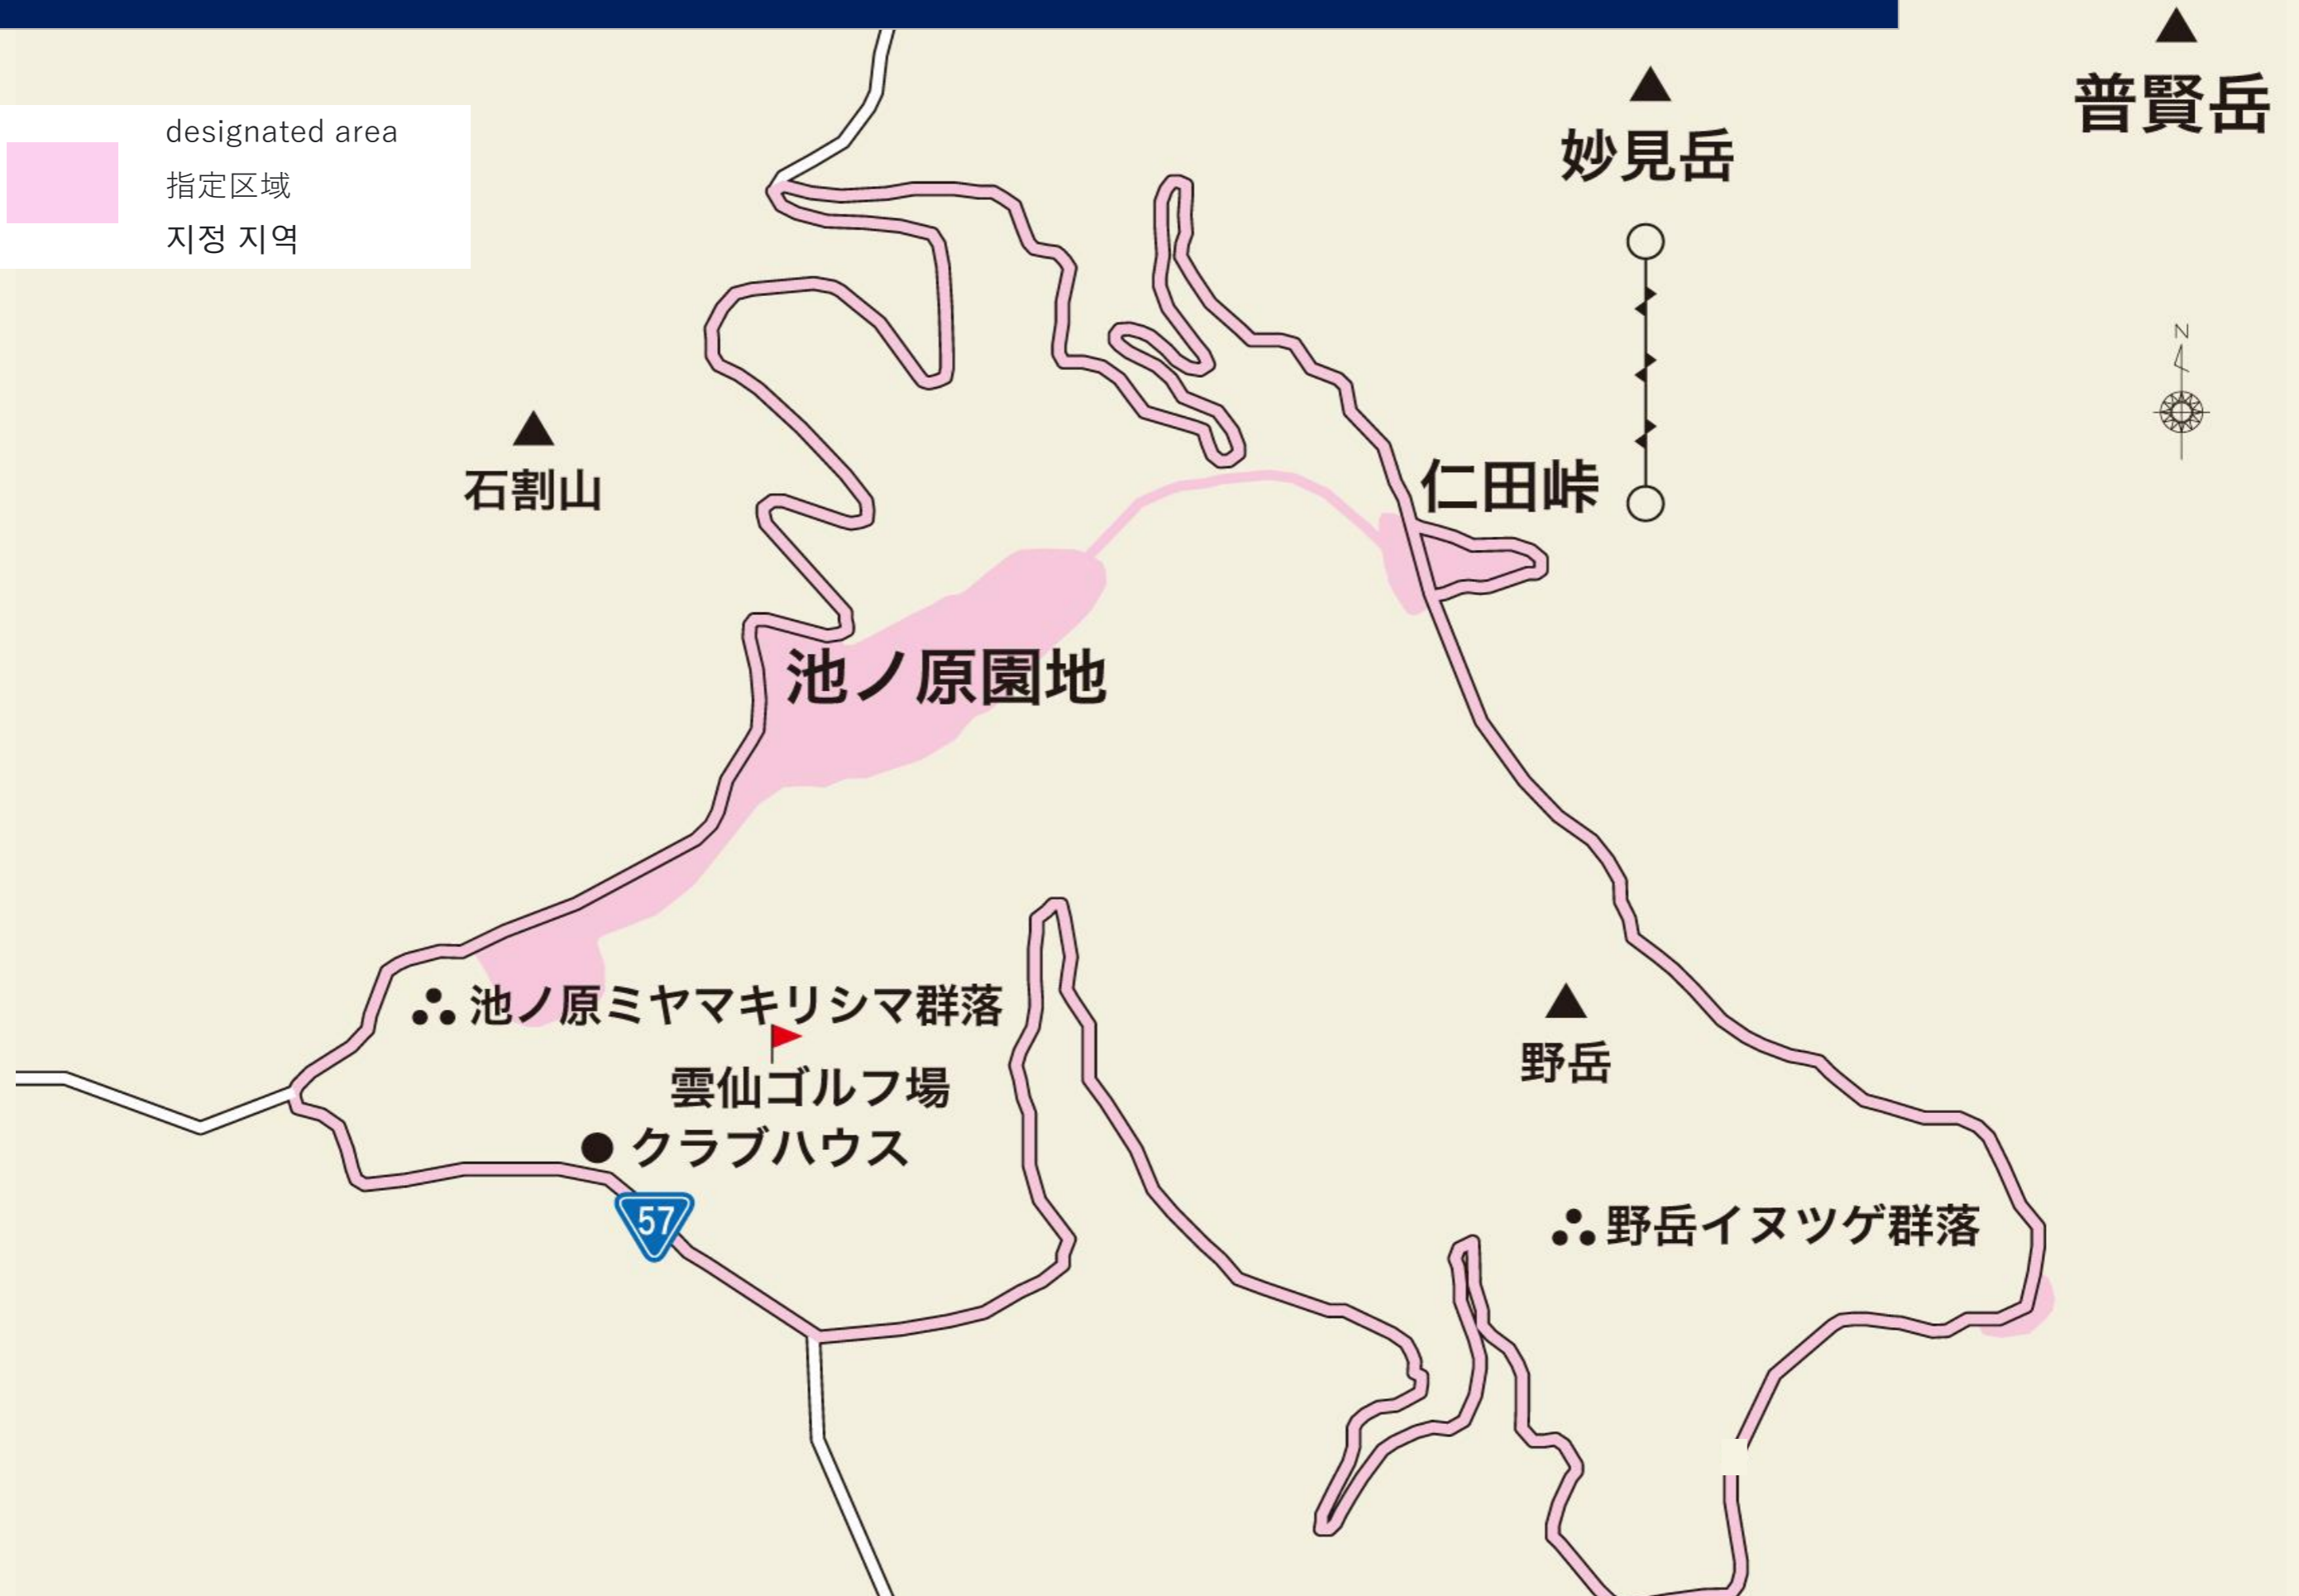 designated area
指定区域
지정 지역
普賢岳
妙見岳
N
石割山
仁田峠
池ノ原園地
池ノ原ミヤマキリシマ群落
雲仙ゴルフ場
クラブハウス
57
野岳
野岳イヌツゲ群落